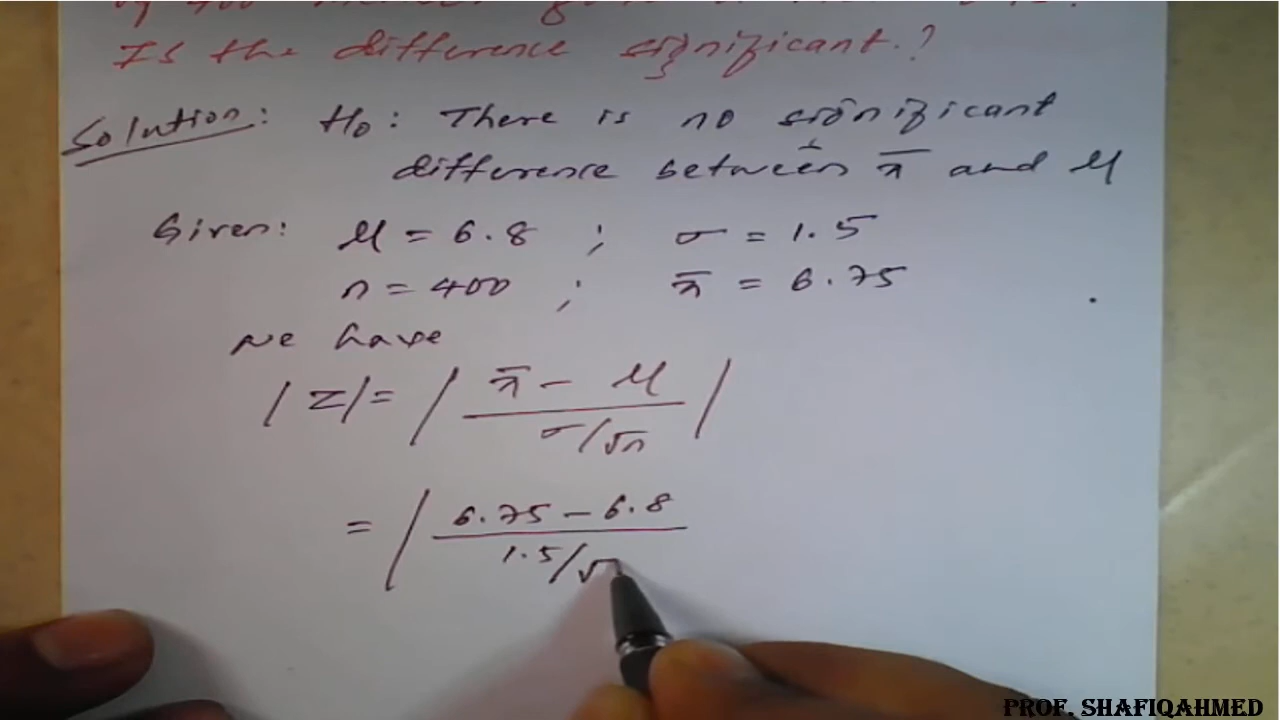 Is the difference significant.?
Solution: H₀: There is no significant
difference between x̄ and μ
Given: μ = 6.8 ; σ = 1.5
n = 400 ; x̄ = 6.75
We have
|Z| = | x̄ - μ / σ/√n |
= | 6.75 - 6.8 / 1.5/√
PROF. SHAFIQAHMED